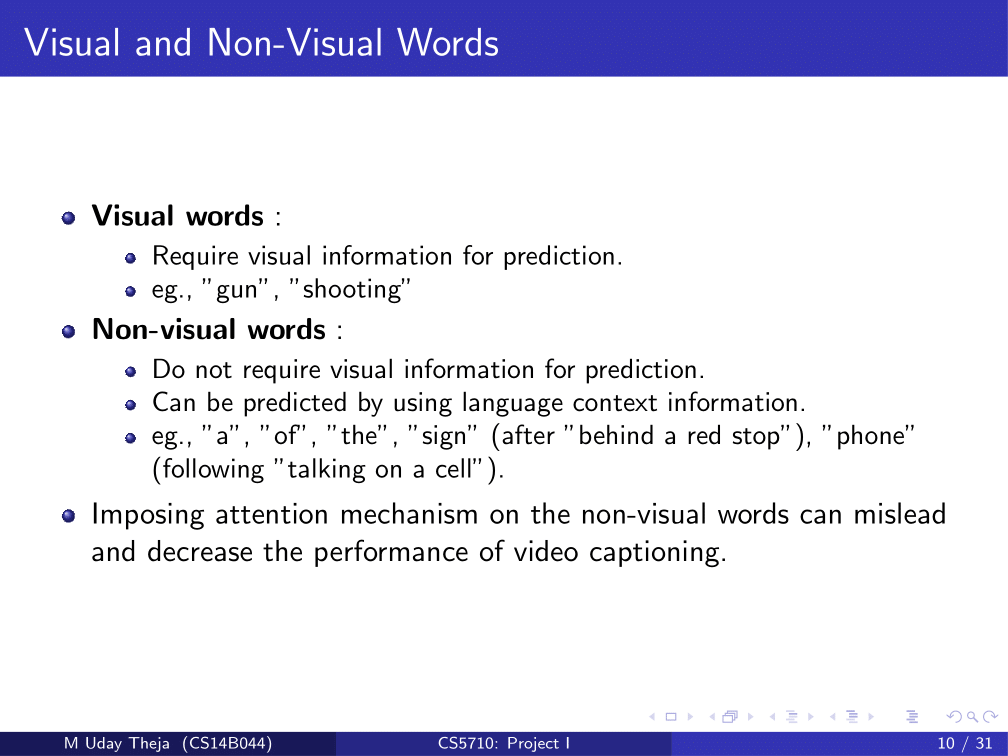 Visual and Non-Visual Words
Visual words :
Require visual information for prediction.
eg., ”gun”, ”shooting”
Non-visual words :
Do not require visual information for prediction.
Can be predicted by using language context information.
eg., ”a”, ”of”, ”the”, ”sign” (after ”behind a red stop”), ”phone”
(following ”talking on a cell”).
Imposing attention mechanism on the non-visual words can mislead
and decrease the performance of video captioning.
M Uday Theja (CS14B044) CS5710: Project I 10 / 31